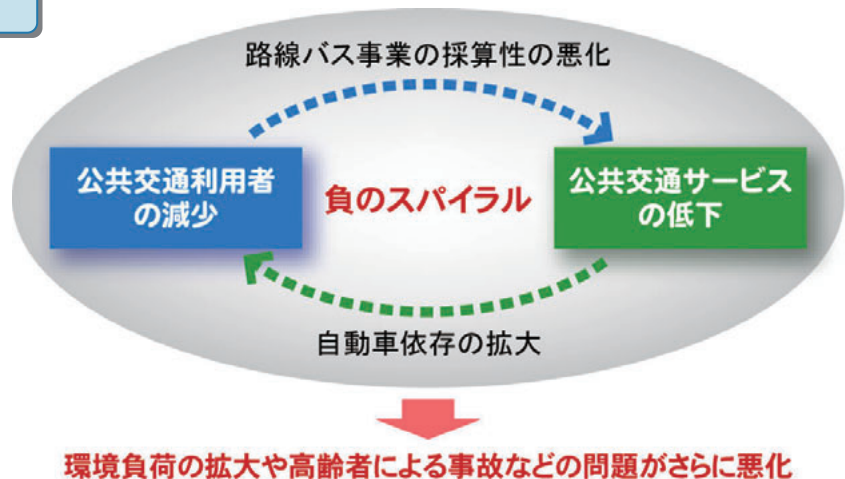 路線バス事業の採算性の悪化
公共交通利用者
の減少
負のスパイラル
公共交通サービス
の低下
自動車依存の拡大
環境負荷の拡大や高齢者による事故などの問題がさらに悪化